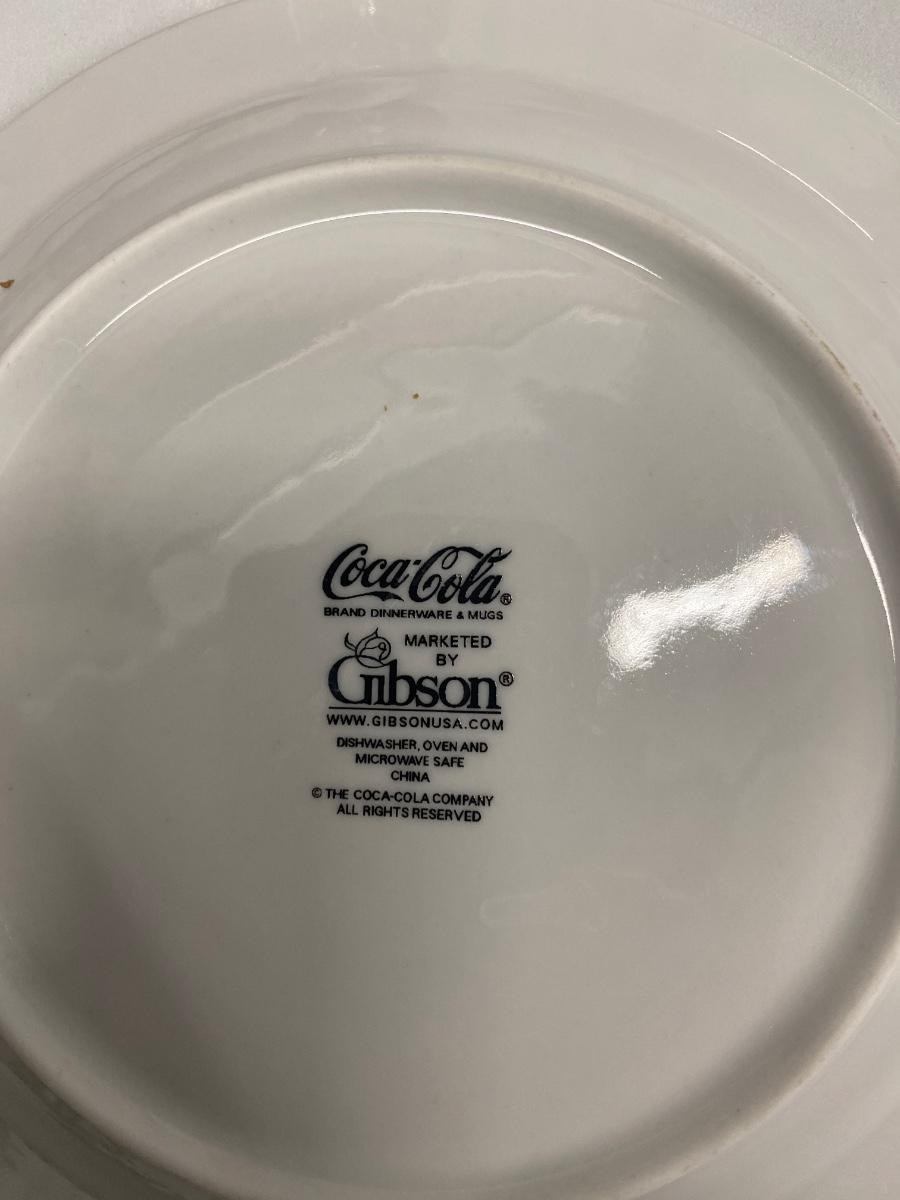 Coca-Cola®
BRAND DINNERWARE & MUGS
MARKETED
BY
Gibson®
WWW.GIBSONUSA.COM
DISHWASHER, OVEN AND
MICROWAVE SAFE
CHINA
© THE COCA-COLA COMPANY
ALL RIGHTS RESERVED